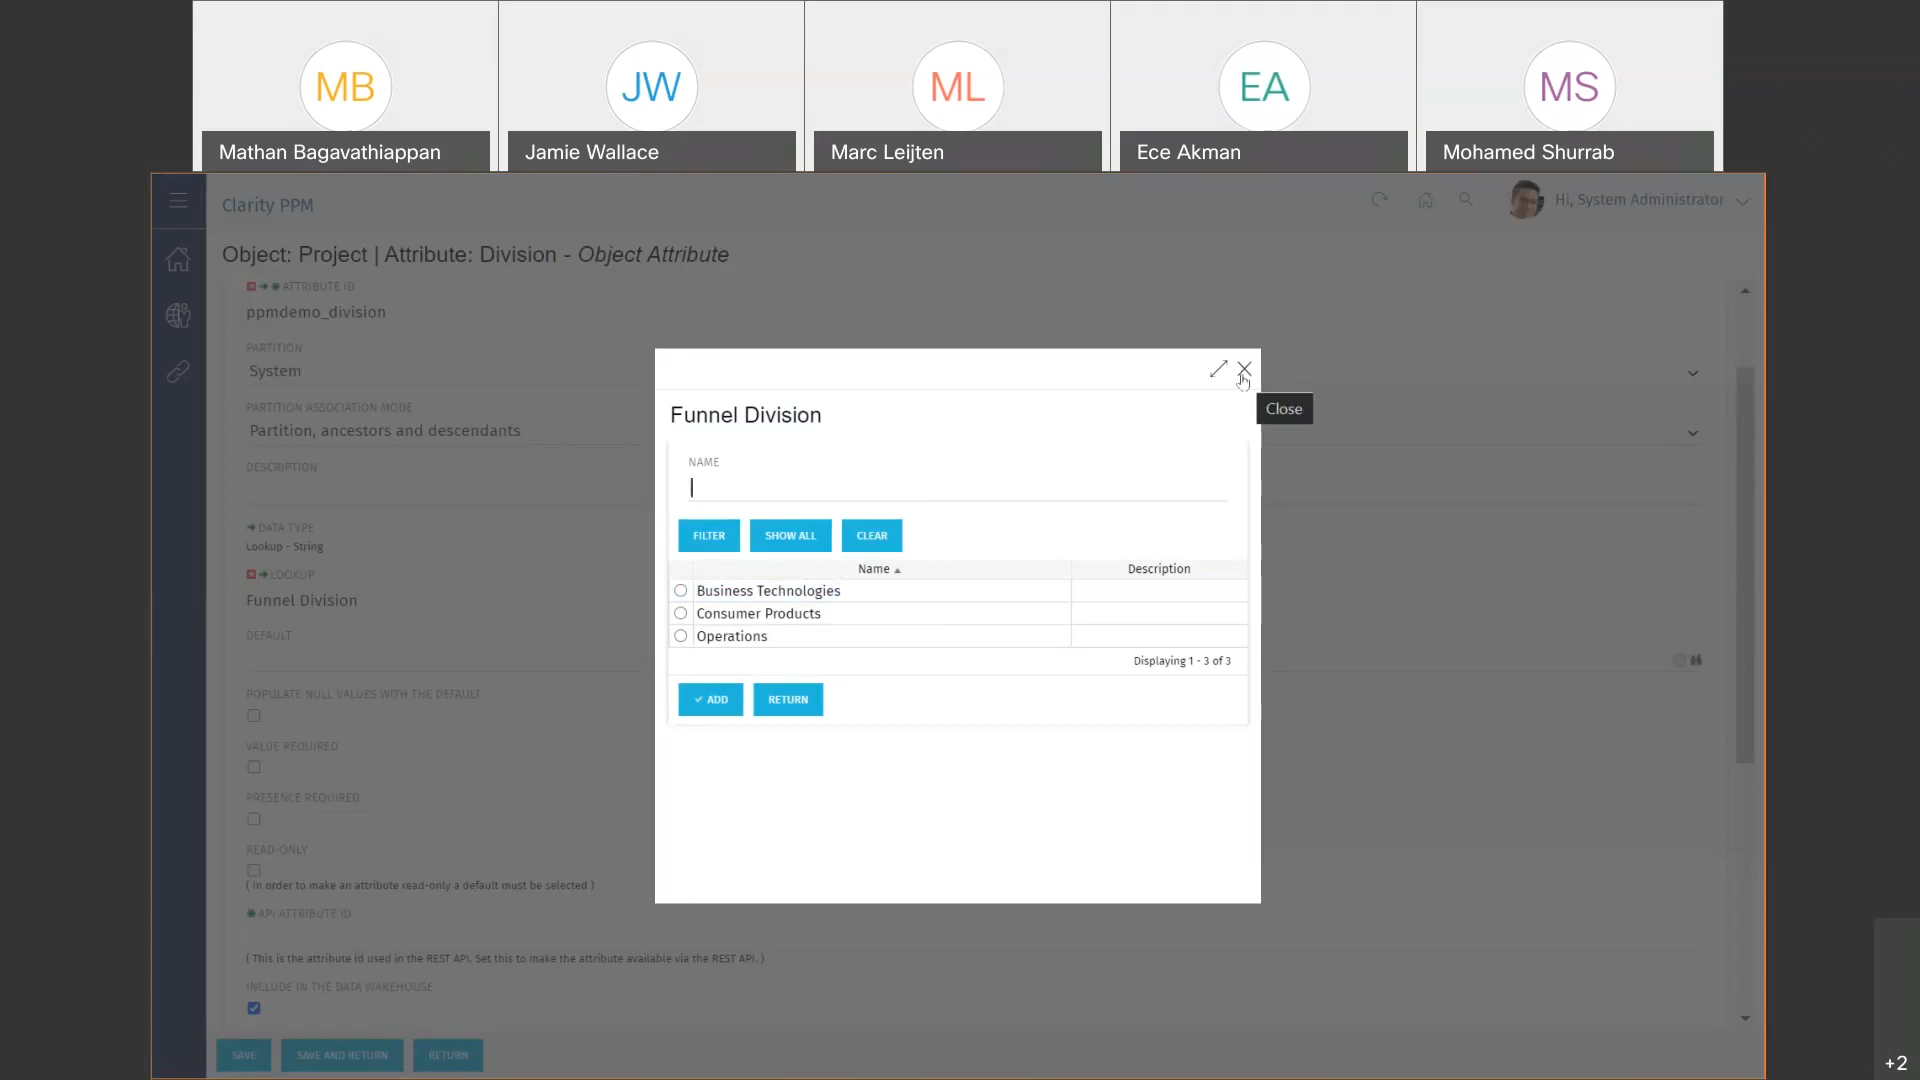 MB
JW
ML
EA
MS
Mathan Bagavathiappan
Jamie Wallace
Marc Leijten
Ece Akman
Mohamed Shurrab
Clarity PPM
Hi, System Administrator
Object: Project | Attribute: Division - Object Attribute
ATTRIBUTE ID
ppmdemo_division
PARTITION
System
PARTITION ASSOCIATION MODE
Partition, ancestors and descendants
DESCRIPTION
DATA TYPE
Lookup - String
LOOKUP
Funnel Division
DEFAULT
POPULATE NULL VALUES WITH THE DEFAULT
VALUE REQUIRED
PRESENCE REQUIRED
READ-ONLY
( In order to make an attribute read-only a default must be selected )
API ATTRIBUTE ID
( This is the attribute id used in the REST API. Set this to make the attribute available via the REST API. )
INCLUDE IN THE DATA WAREHOUSE
SAVE
SAVE AND RETURN
RETURN
Close
Funnel Division
NAME
FILTER
SHOW ALL
CLEAR
Name
Description
Business Technologies
Consumer Products
Operations
Displaying 1 - 3 of 3
ADD
RETURN
+2